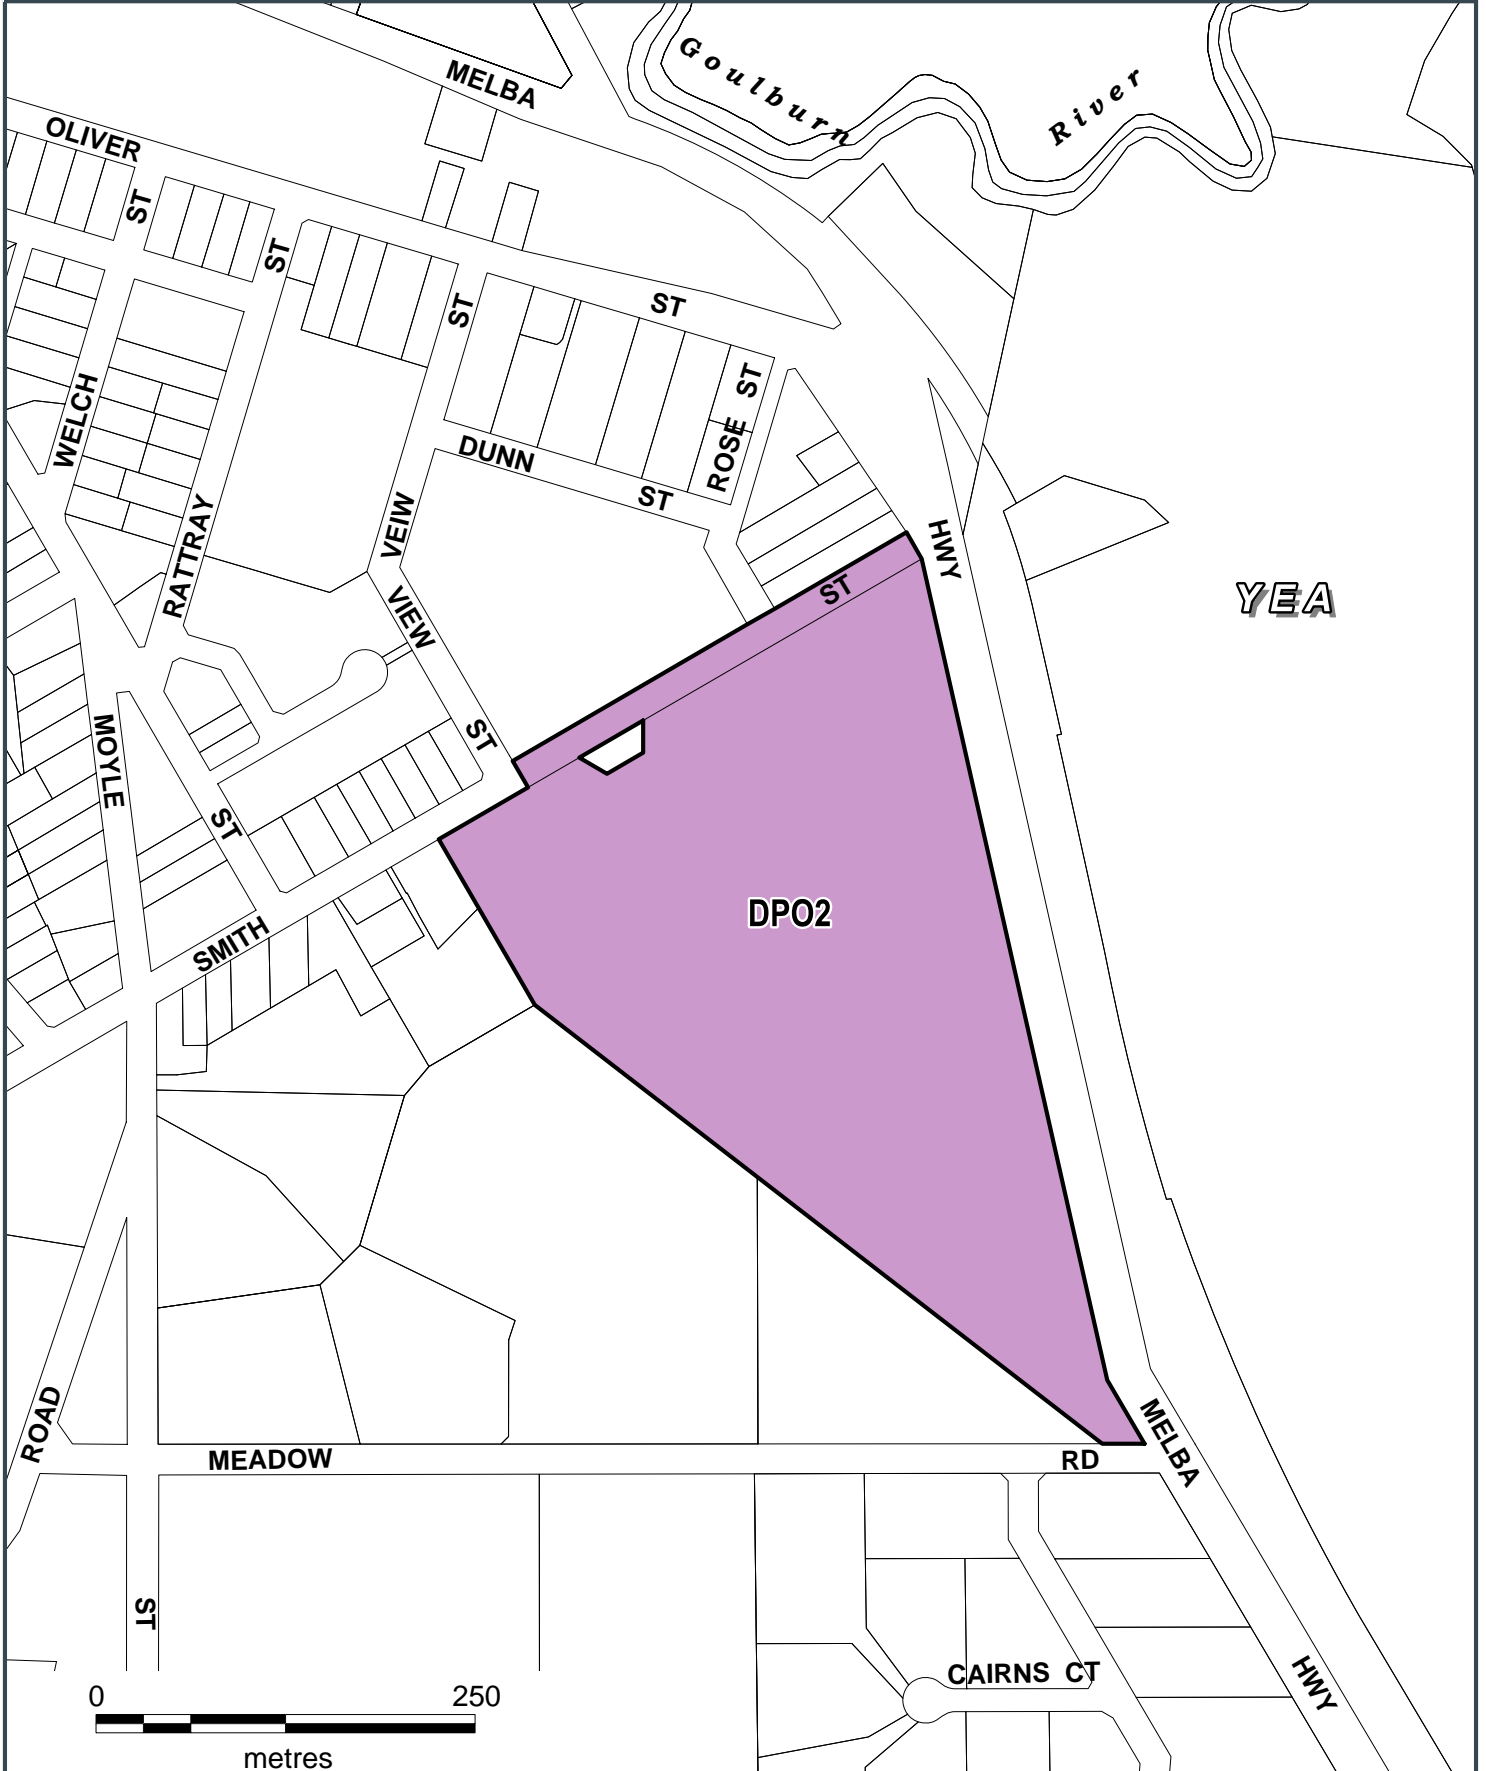 Goulburn
River
MELBA
OLIVER
ST
ST
ST
ST
ST
ROSE
WELCH
DUNN
ST
RATTRAY
VEIW
HWY
ST
YEA
VIEW
ST
MOYLE
ST
DPO2
SMITH
ROAD
MEADOW
RD
MELBA
ST
CAIRNS CT
HWY
0 250
metres